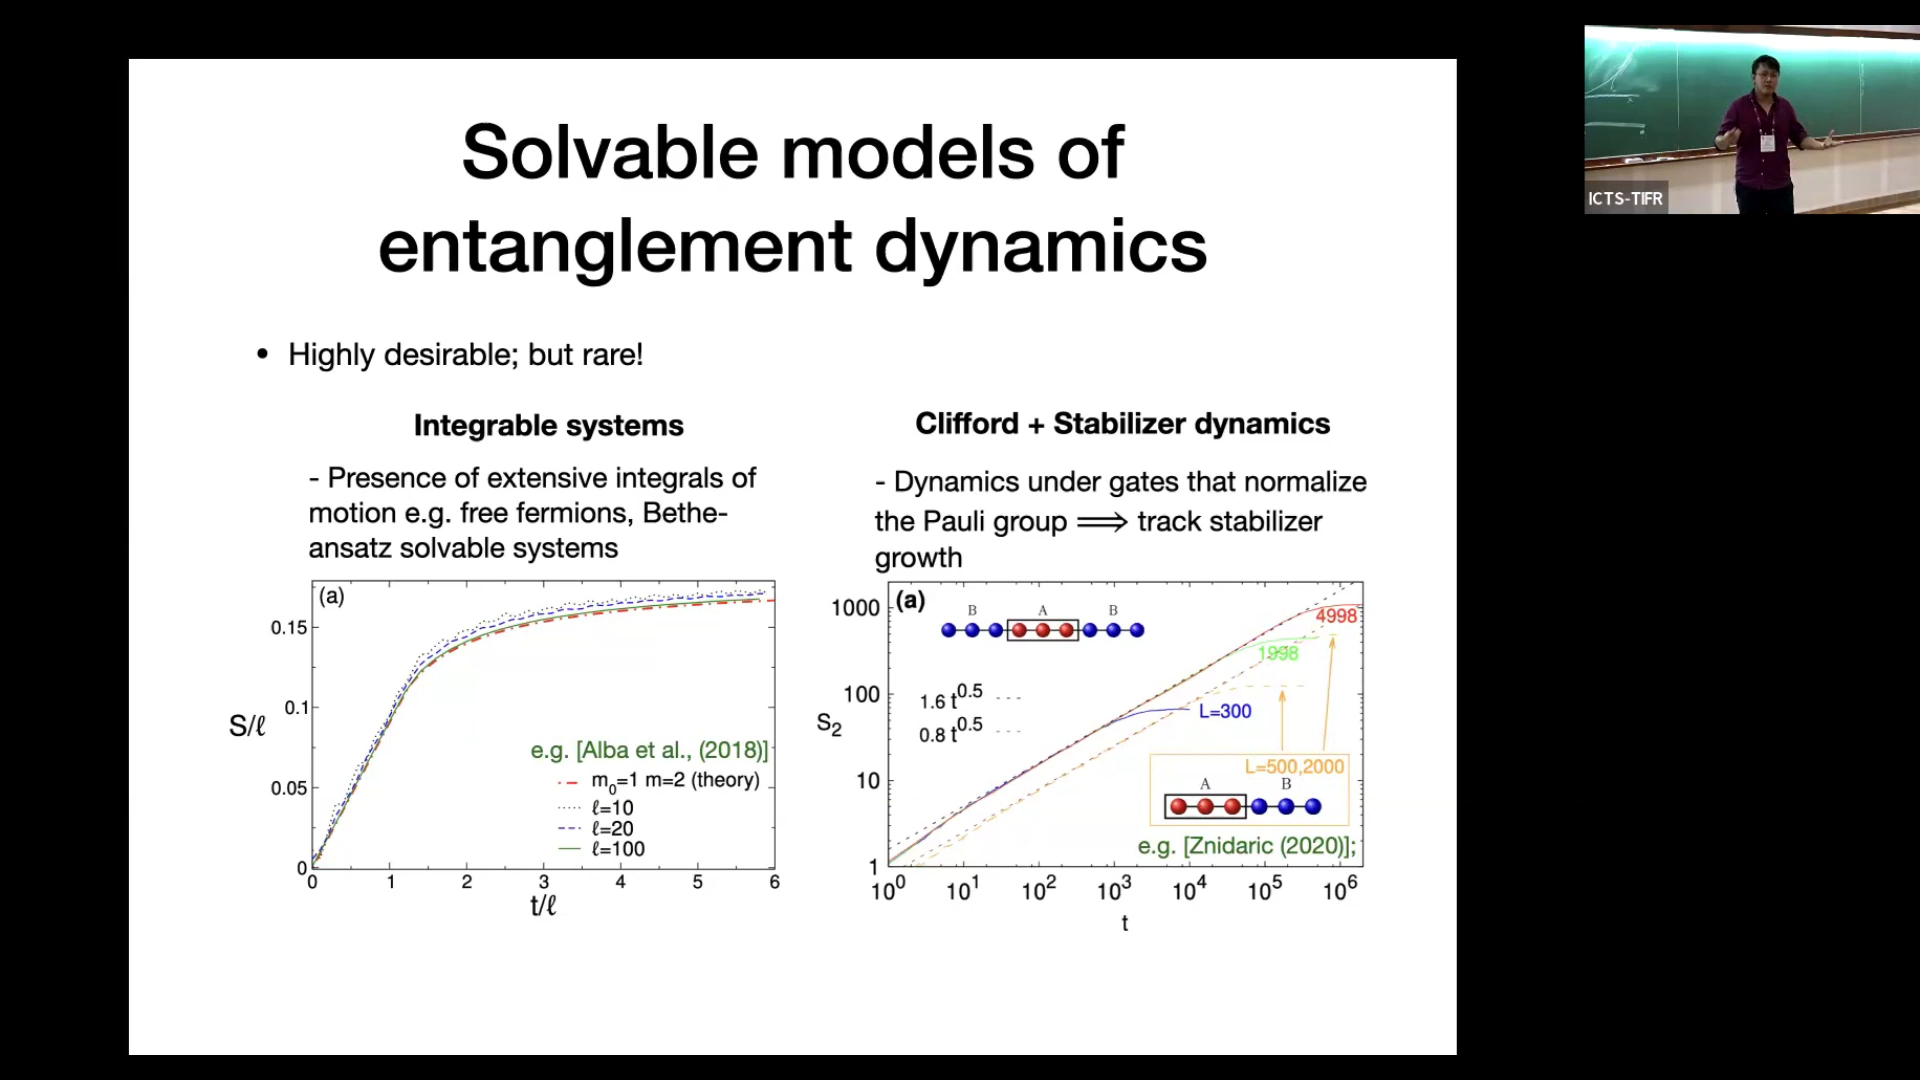 Solvable models of
entanglement dynamics
• Highly desirable; but rare!
Integrable systems
- Presence of extensive integrals of
motion e.g. free fermions, Bethe-
ansatz solvable systems
(a)
0.15
0.1
0.05
0
S/ℓ
e.g. [Alba et al., (2018)]
m₀=1 m=2 (theory)
ℓ=10
ℓ=20
ℓ=100
0 1 2 3 4 5 6
t/ℓ
Clifford + Stabilizer dynamics
- Dynamics under gates that normalize
the Pauli group ⟹ track stabilizer
growth
(a)
B A B
1000
100
10
1
S₂
4998
1998
1.6 t^0.5
0.8 t^0.5
L=300
L=500,2000
A B
e.g. [Znidaric (2020)];
10⁰ 10¹ 10² 10³ 10⁴ 10⁵ 10⁶
t
ICTS-TIFR